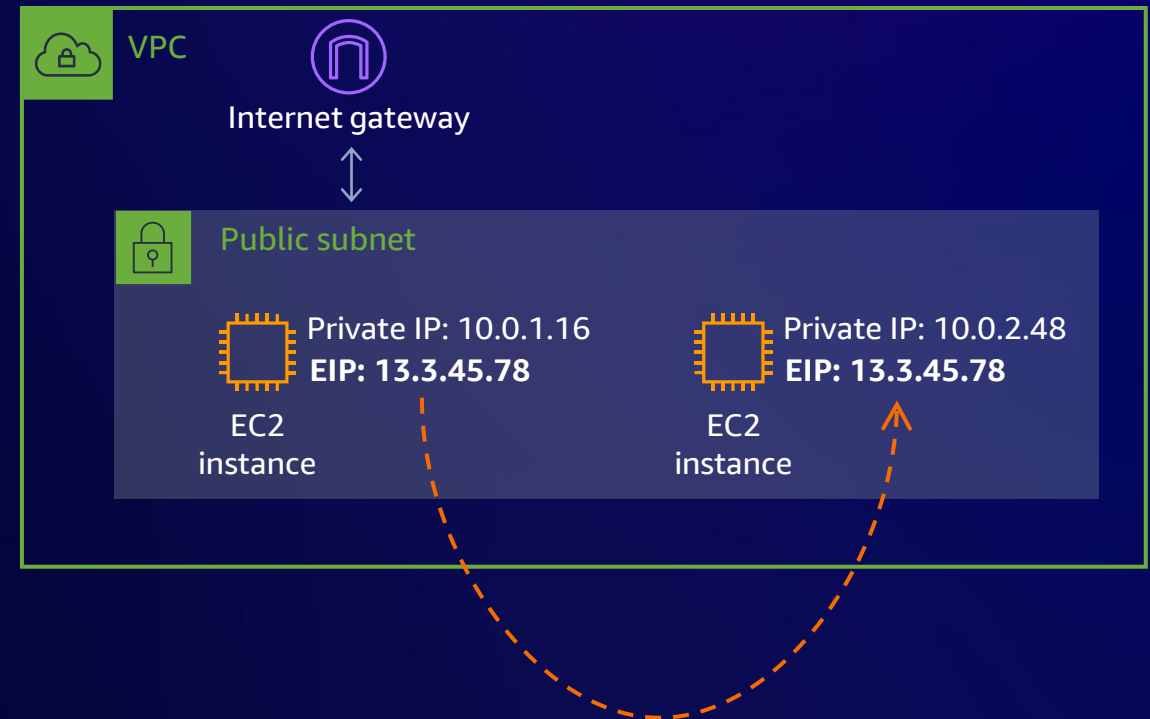 VPC
Internet gateway
Public subnet
Private IP: 10.0.1.16
EIP: 13.3.45.78
EC2
instance
Private IP: 10.0.2.48
EIP: 13.3.45.78
EC2
instance